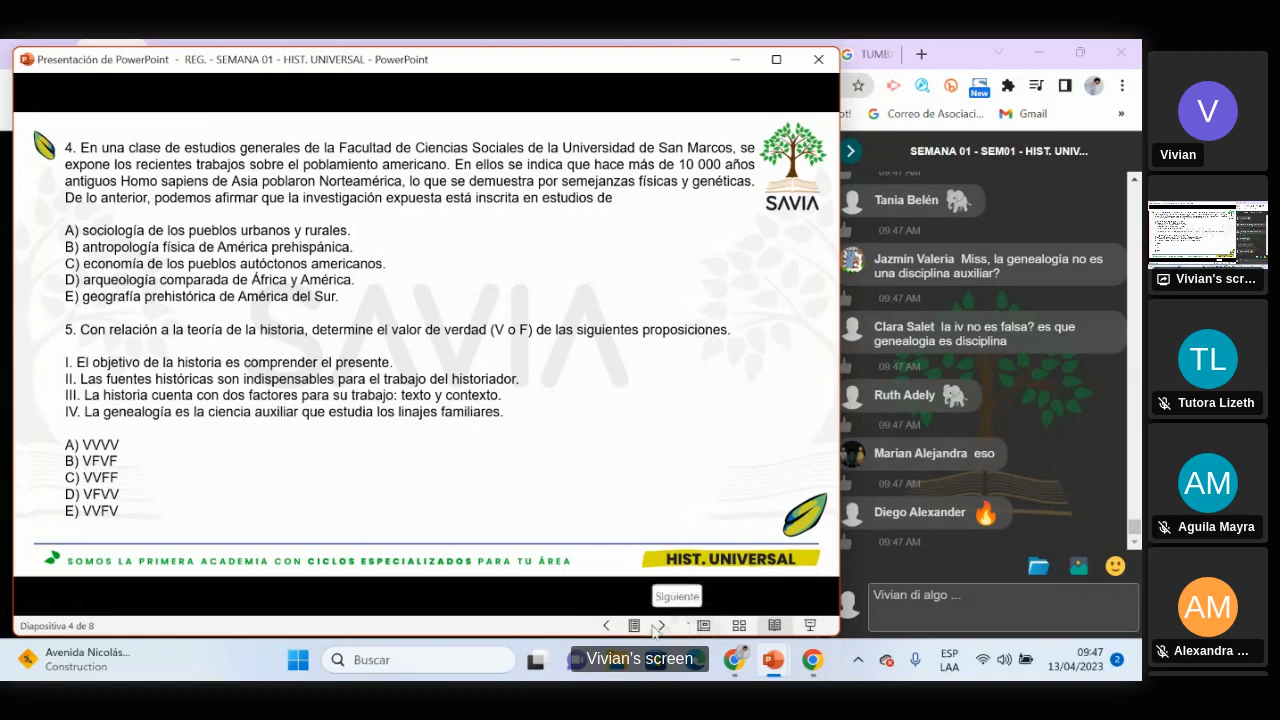 Presentación de PowerPoint - REG. - SEMANA 01 - HIST. UNIVERSAL - PowerPoint
4. En una clase de estudios generales de la Facultad de Ciencias Sociales de la Universidad de San Marcos, se
expone los recientes trabajos sobre el poblamiento americano. En ellos se indica que hace más de 10 000 años
antiguos Homo sapiens de Asia poblaron Norteamérica, lo que se demuestra por semejanzas físicas y genéticas.
De lo anterior, podemos afirmar que la investigación expuesta está inscrita en estudios de
A) sociología de los pueblos urbanos y rurales.
B) antropología física de América prehispánica.
C) economía de los pueblos autóctonos americanos.
D) arqueología comparada de África y América.
E) geografía prehistórica de América del Sur.
5. Con relación a la teoría de la historia, determine el valor de verdad (V o F) de las siguientes proposiciones.
I. El objetivo de la historia es comprender el presente.
II. Las fuentes históricas son indispensables para el trabajo del historiador.
III. La historia cuenta con dos factores para su trabajo: texto y contexto.
IV. La genealogía es la ciencia auxiliar que estudia los linajes familiares.
A) VVVV
B) VFVF
C) VVFF
D) VFVV
E) VVFV
SAVIA
SAVIA
SOMOS LA PRIMERA ACADEMIA CON CICLOS ESPECIALIZADOS PARA TU ÁREA
HIST. UNIVERSAL
Siguiente
Diapositiva 4 de 8
TUMB
New
Correo de Asociaci...
Gmail
»
SEMANA 01 - SEM01 - HIST. UNIV...
09:47 AM
Tania Belén
09:47 AM
Jazmín Valeria Miss, la genealogía no es
una disciplina auxiliar?
09:47 AM
Clara Salet la iv no es falsa? es que
genealogia es disciplina
09:47 AM
Ruth Adely
09:47 AM
Marian Alejandra eso
09:47 AM
Diego Alexander
09:47 AM
Vivian di algo ...
Avenida Nicolás...
Construction
Buscar
Vivian's screen
ESP
LAA
09:47
13/04/2023
2
V
Vivian
Vivian's scr...
TL
Tutora Lizeth
AM
Aguila Mayra
AM
Alexandra ...